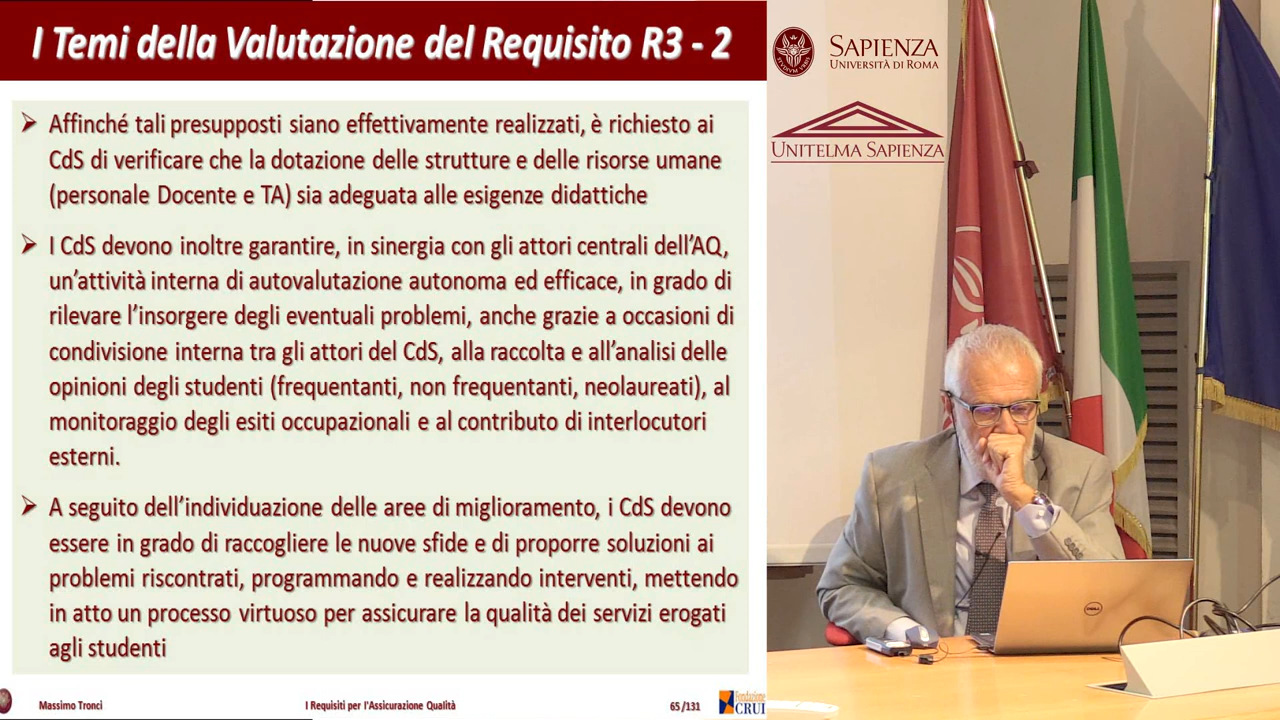 I Temi della Valutazione del Requisito R3 - 2
Affinché tali presupposti siano effettivamente realizzati, è richiesto ai
CdS di verificare che la dotazione delle strutture e delle risorse umane
(personale Docente e TA) sia adeguata alle esigenze didattiche
I CdS devono inoltre garantire, in sinergia con gli attori centrali dell'AQ,
un'attività interna di autovalutazione autonoma ed efficace, in grado di
rilevare l'insorgere degli eventuali problemi, anche grazie a occasioni di
condivisione interna tra gli attori del CdS, alla raccolta e all'analisi delle
opinioni degli studenti (frequentanti, non frequentanti, neolaureati), al
monitoraggio degli esiti occupazionali e al contributo di interlocutori
esterni.
A seguito dell'individuazione delle aree di miglioramento, i CdS devono
essere in grado di raccogliere le nuove sfide e di proporre soluzioni ai
problemi riscontrati, programmando e realizzando interventi, mettendo
in atto un processo virtuoso per assicurare la qualità dei servizi erogati
agli studenti
Massimo Tronci
I Requisiti per l'Assicurazione Qualità
65 /131
Fondazione
CRUI
SAPIENZA
UNIVERSITÀ DI ROMA
UNITELMA SAPIENZA
DELL